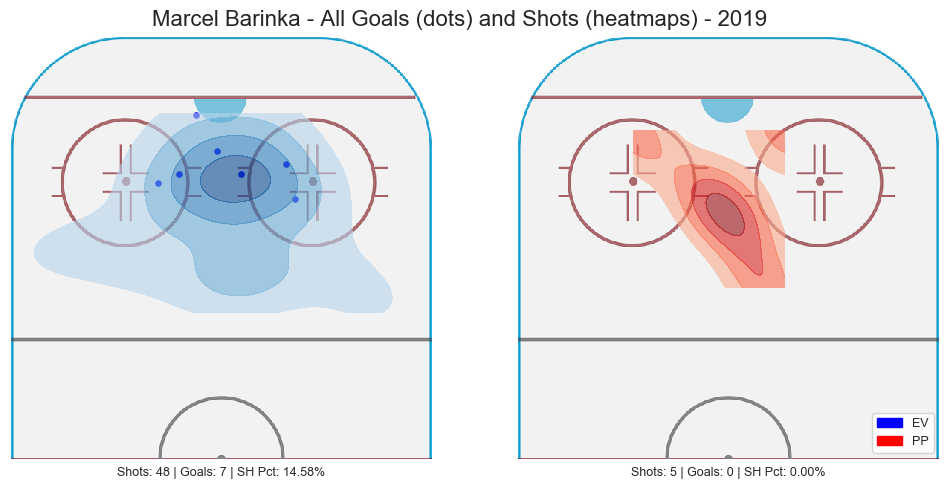 Marcel Barinka - All Goals (dots) and Shots (heatmaps) - 2019
EV
PP
Shots: 48 | Goals: 7 | SH Pct: 14.58%
Shots: 5 | Goals: 0 | SH Pct: 0.00%